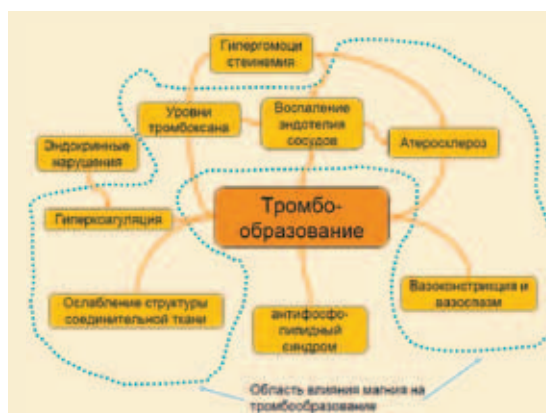 Гипергомоци
стеинемия
Уровни
тромбоксана
Воспаление
эндотелия
сосудов
Атеросклероз
Эндокринные
нарушения
Тромбо-
образование
Гиперкоагуляция
Ослабление структуры
соединительной ткани
антифосфо-
липидный
синдром
Вазоконстрикция и
вазоспазм
Область влияния магния на
тромбообразование